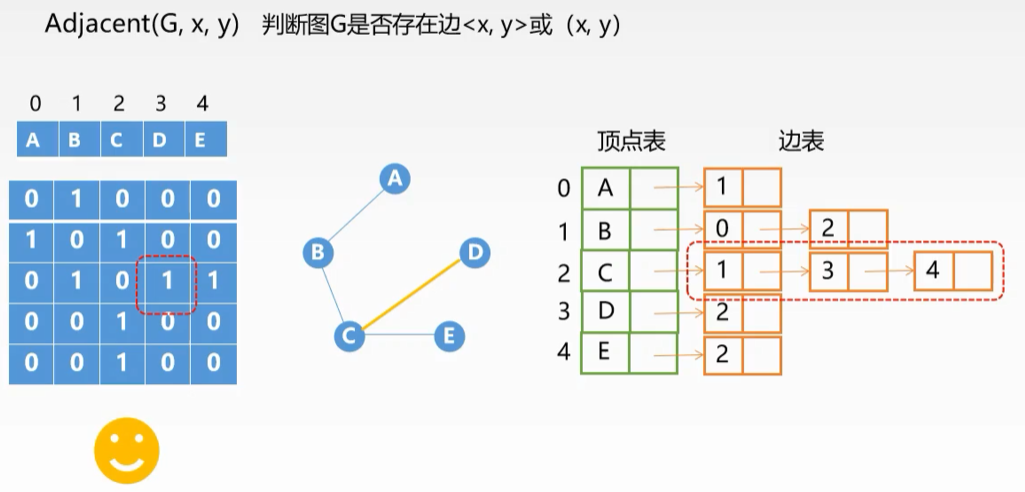 Adjacent(G, x, y) 判断图G是否存在边<x, y>或（x, y）
0 1 2 3 4
A B C D E
0 1 0 0 0
1 0 1 0 0
0 1 0 1 1
0 0 1 0 0
0 0 1 0 0
A
B
D
C
E
顶点表 边表
0 A 1
1 B 0 2
2 C 1 3 4
3 D 2
4 E 2